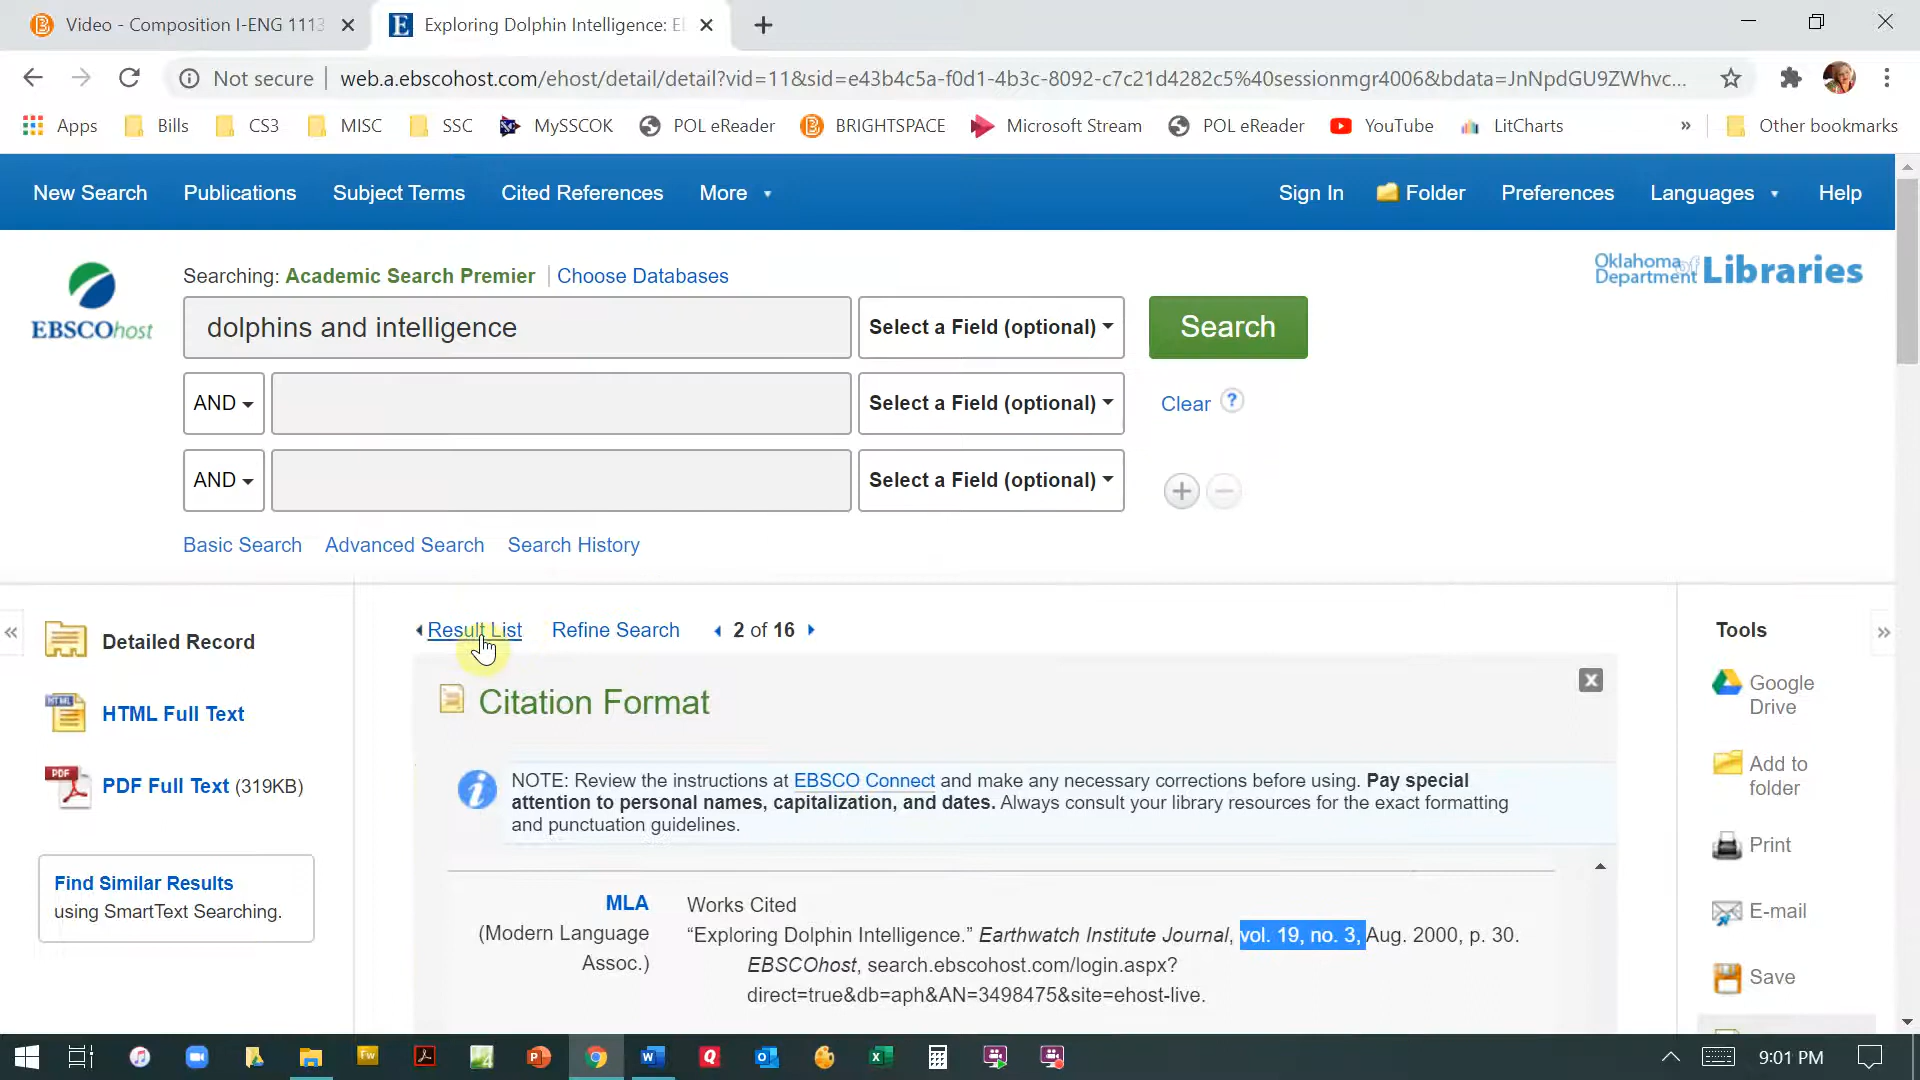 Video - Composition I-ENG 1113
Exploring Dolphin Intelligence: E
Not secure
web.a.ebscohost.com/ehost/detail/detail?vid=11&sid=e43b4c5a-f0d1-4b3c-8092-c7c21d4282c5%40sessionmgr4006&bdata=JnNpdGU9ZWhvc...
Apps Bills CS3 MISC SSC MySSCOK POL eReader BRIGHTSPACE Microsoft Stream POL eReader YouTube LitCharts » Other bookmarks
New Search Publications Subject Terms Cited References More Sign In Folder Preferences Languages Help
EBSCOhost
Searching: Academic Search Premier Choose Databases
Oklahoma Department of Libraries
dolphins and intelligence Select a Field (optional) Search
AND Select a Field (optional) Clear ?
AND Select a Field (optional)
Basic Search Advanced Search Search History
Detailed Record
HTML Full Text
PDF Full Text (319KB)
Find Similar Results
using SmartText Searching.
Result List Refine Search 2 of 16
Citation Format
NOTE: Review the instructions at EBSCO Connect and make any necessary corrections before using. Pay special
attention to personal names, capitalization, and dates. Always consult your library resources for the exact formatting
and punctuation guidelines.
MLA
(Modern Language
Assoc.)
Works Cited
“Exploring Dolphin Intelligence.” Earthwatch Institute Journal, vol. 19, no. 3, Aug. 2000, p. 30.
EBSCOhost, search.ebscohost.com/login.aspx?
direct=true&db=aph&AN=3498475&site=ehost-live.
Tools
Google
Drive
Add to
folder
Print
E-mail
Save
9:01 PM